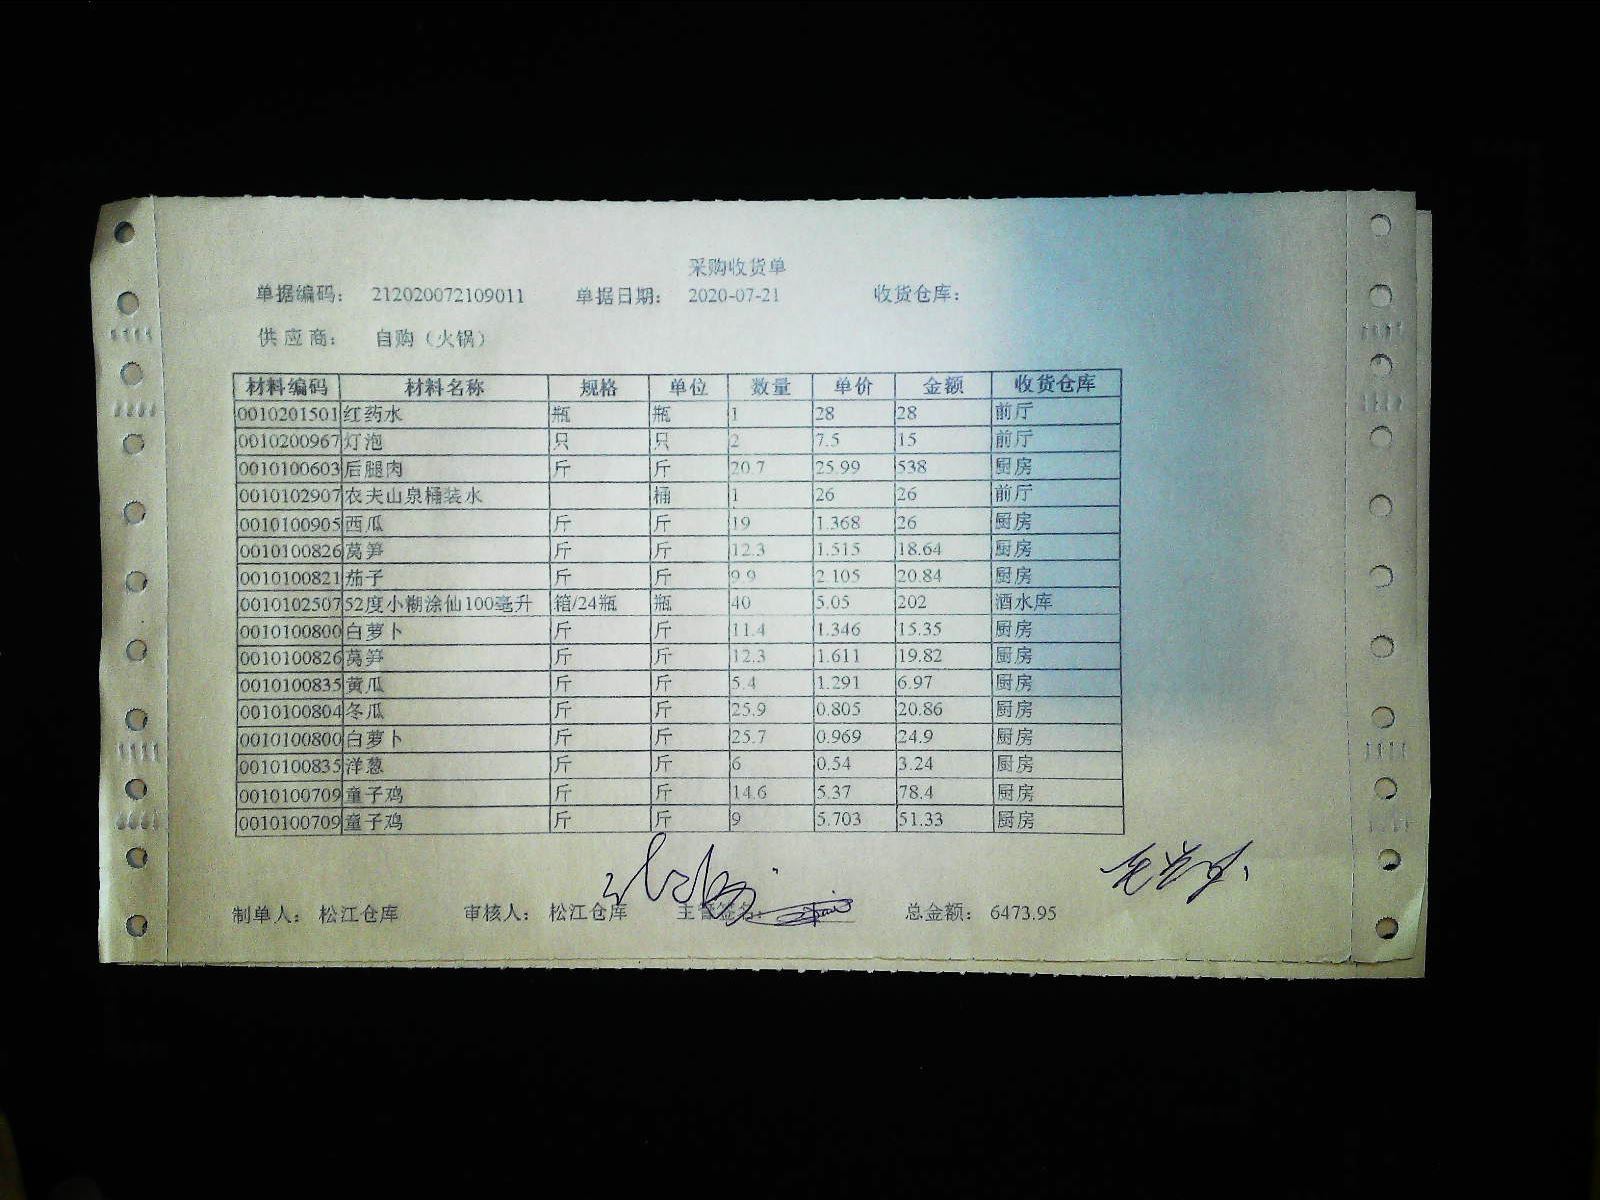 采购收货单
单据编码: 212020072109011 单据日期: 2020-07-21 收货仓库:
供应商: 自购（火锅）
材料编码 材料名称 规格 单位 数量 单价 金额 收货仓库
0010201501 红药水 瓶 瓶 1 28 28 前厅
0010200967 灯泡 只 只 2 7.5 15 前厅
0010100603 后腿肉 斤 斤 20.7 25.99 538 厨房
0010102907 农夫山泉桶装水 桶 1 26 26 前厅
0010100905 西瓜 斤 斤 19 1.368 26 厨房
0010100826 莴笋 斤 斤 12.3 1.515 18.64 厨房
0010100821 茄子 斤 斤 9.9 2.105 20.84 厨房
0010102507 52度小糊涂仙100毫升 箱/24瓶 瓶 40 5.05 202 酒水库
0010100800 白萝卜 斤 斤 11.4 1.346 15.35 厨房
0010100826 莴笋 斤 斤 12.3 1.611 19.82 厨房
0010100835 黄瓜 斤 斤 5.4 1.291 6.97 厨房
0010100804 冬瓜 斤 斤 25.9 0.805 20.86 厨房
0010100800 白萝卜 斤 斤 25.7 0.969 24.9 厨房
0010100835 洋葱 斤 斤 6 0.54 3.24 厨房
0010100709 童子鸡 斤 斤 14.6 5.37 78.4 厨房
0010100709 童子鸡 斤 斤 9 5.703 51.33 厨房
制单人: 松江仓库 审核人: 松江仓库 主管签名: 总金额: 6473.95